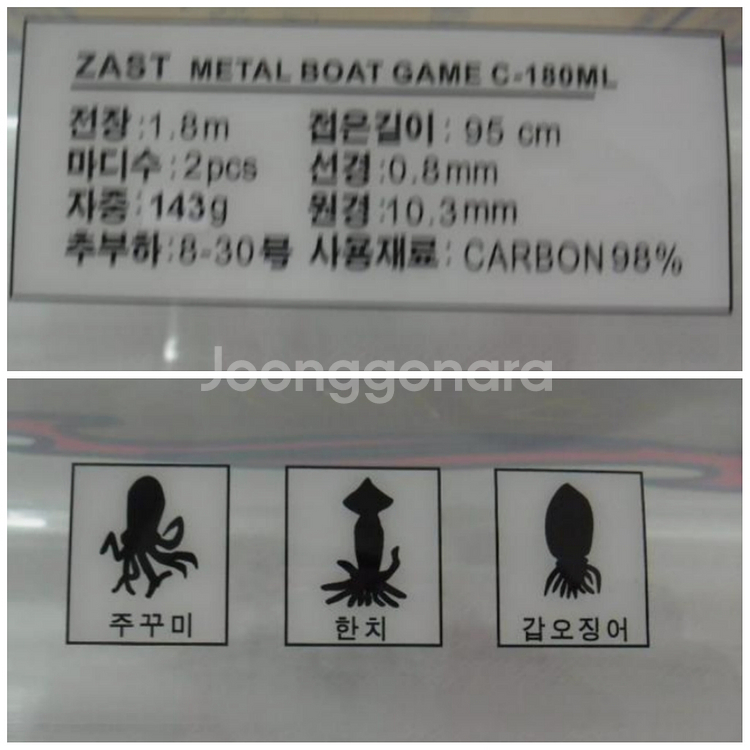 ZAST METAL BOAT GAME C-180ML
전장:1.8m 접은길이: 95 cm
마디수:2pcs 선경:0.8mm
자중:143g 원경:10.3mm
추부하:8-30号 사용재료: CARBON 98%
Joonggonara
주꾸미 한치 갑오징어